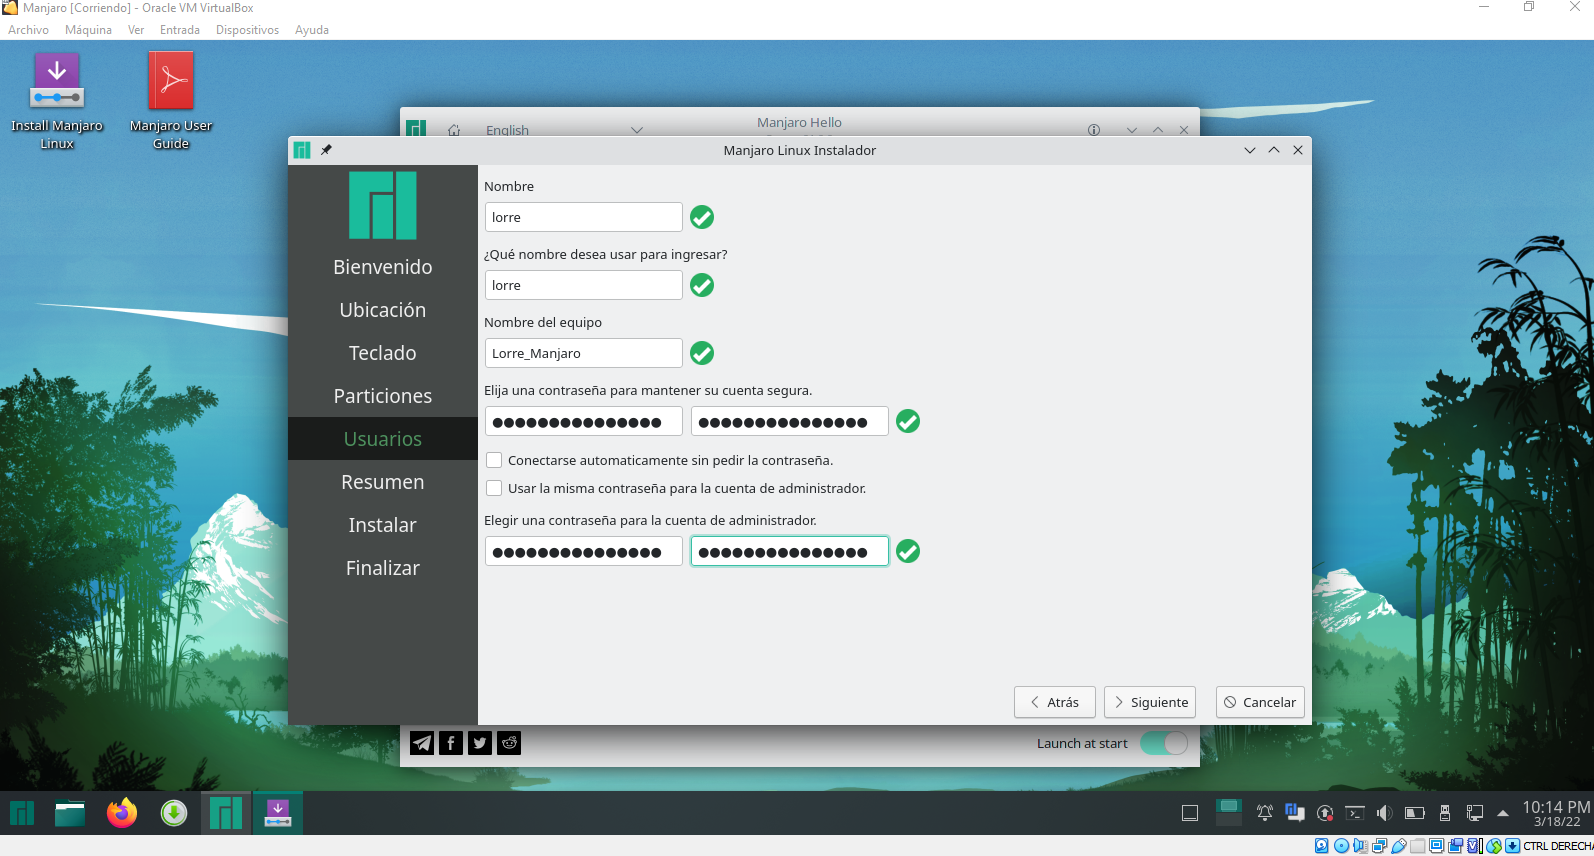 Manjaro [Corriendo] - Oracle VM VirtualBox
Archivo Máquina Ver Entrada Dispositivos Ayuda
Install Manjaro
Linux
Manjaro User
Guide
English
Manjaro Hello
Manjaro Linux Instalador
Bienvenido
Ubicación
Teclado
Particiones
Usuarios
Resumen
Instalar
Finalizar
Nombre
lorre
¿Qué nombre desea usar para ingresar?
lorre
Nombre del equipo
Lorre_Manjaro
Elija una contraseña para mantener su cuenta segura.
Conectarse automaticamente sin pedir la contraseña.
Usar la misma contraseña para la cuenta de administrador.
Elegir una contraseña para la cuenta de administrador.
Atrás Siguiente Cancelar
Launch at start
10:14 PM
3/18/22
CTRL DERECH